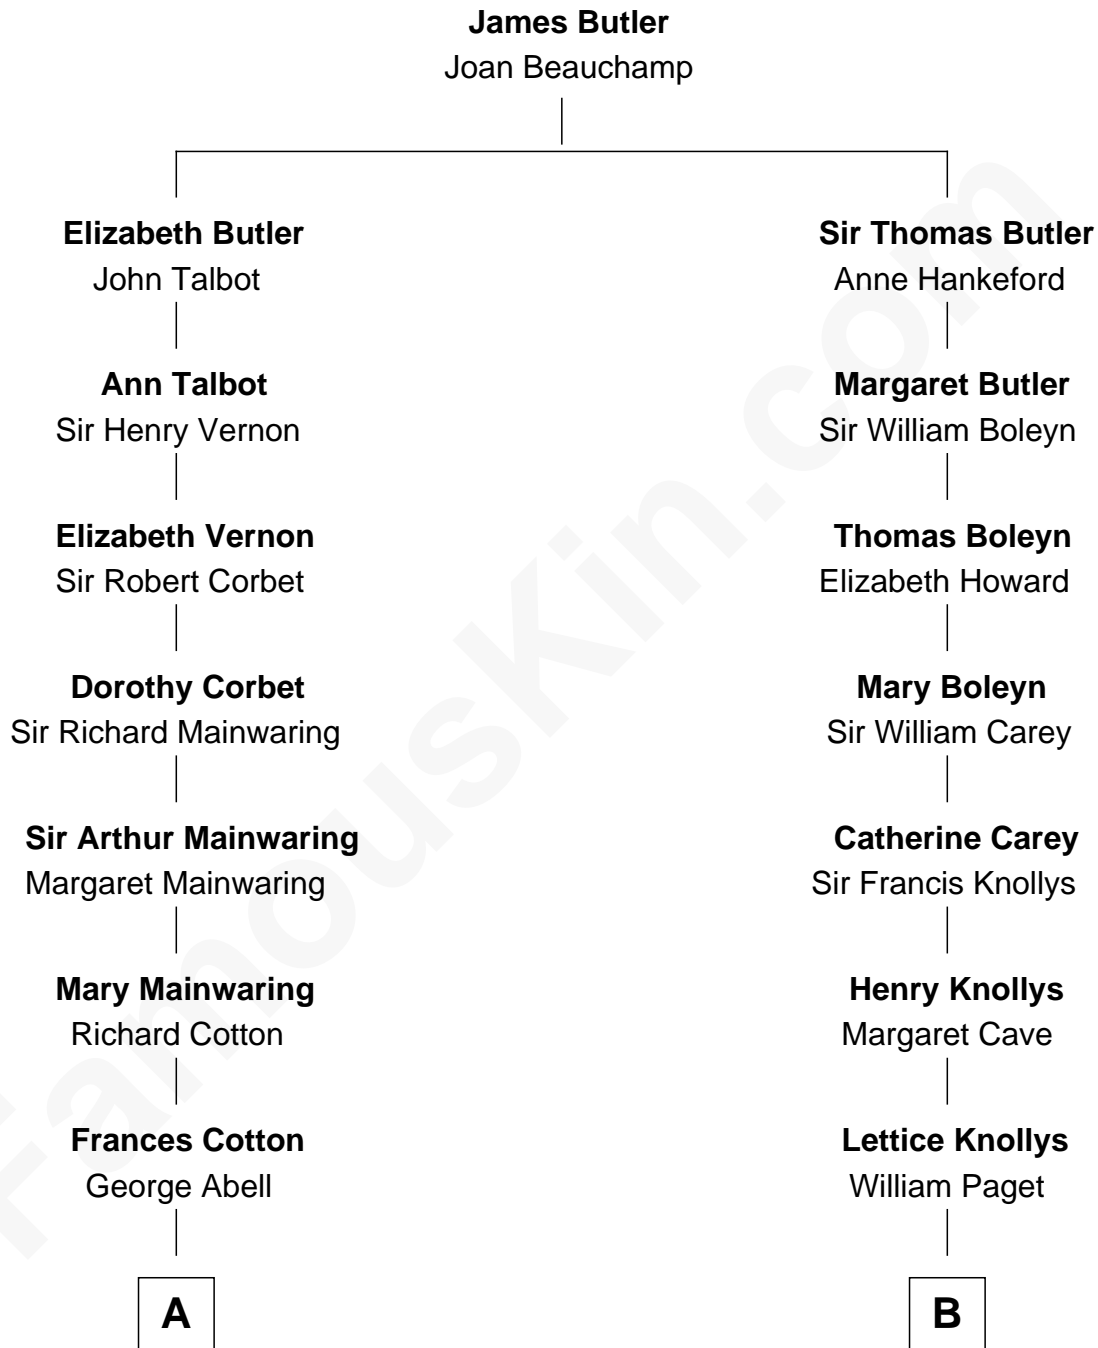 James Butler
Joan Beauchamp
Elizabeth Butler
John Talbot
Sir Thomas Butler
Anne Hankeford
Ann Talbot
Sir Henry Vernon
Margaret Butler
Sir William Boleyn
Elizabeth Vernon
Sir Robert Corbet
Thomas Boleyn
Elizabeth Howard
Dorothy Corbet
Sir Richard Mainwaring
Mary Boleyn
Sir William Carey
Sir Arthur Mainwaring
Margaret Mainwaring
Catherine Carey
Sir Francis Knollys
Mary Mainwaring
Richard Cotton
Henry Knollys
Margaret Cave
Frances Cotton
George Abell
Lettice Knollys
William Paget
A
B
FamousKin.com